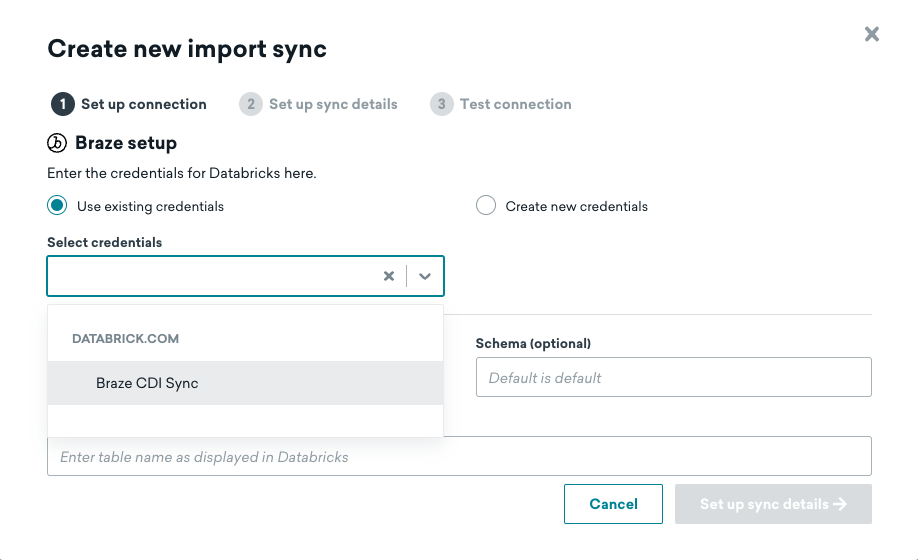 Create new import sync
1 Set up connection 2 Set up sync details 3 Test connection
Braze setup
Enter the credentials for Databricks here.
Use existing credentials Create new credentials
Select credentials
DATABRICK.COM
Schema (optional)
Braze CDI Sync
Default is default
Enter table name as displayed in Databricks
Cancel Set up sync details →